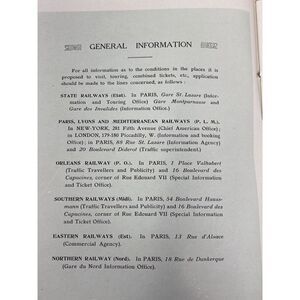 GENERAL INFORMATION
For all information as to the conditions in the places it is
proposed to visit, touring, combined tickets, etc., application
should be made to the lines concerned, as follows :
STATE RAILWAYS (Etat). In PARIS, Gare St. Lazare (Infor-
mation and Touring Office) Gare Montparnasse and
Gare des Invalides (Information Office).
PARIS, LYONS AND MEDITERRANEAN RAILWAYS (P. L. M.).
In NEW-YORK, 281 Fifth Avenue (Chief American Office) ;
in LONDON, 179-180 Piccadilly, W. (Information and booking
Office) ; in PARIS, 88 Rue St. Lazare (Information Agency)
and 20 Boulevard Diderot (Traffic superintendent).
ORLEANS RAILWAY (P. O.). In PARIS, 1 Place Valhubert
(Traffic Travellers and Publicity) and 16 Boulevard des
Capucines, corner of Rue Edouard VII (Special Information
and Ticket Office).
SOUTHERN RAILWAYS (Midi). In PARIS, 54 Boulevard Hauss-
mann (Traffic Travellers and Publicity) and 16 Boulevard des
Capucines, corner of Rue Edouard VII (Special Information
and Ticket Office).
EASTERN RAILWAYS (Est). In PARIS, 13 Rue d'Alsace
(Commercial Agency).
NORTHERN RAILWAY (Nord). In PARIS, 18 Rue de Dunkerque
(Gare du Nord Information Office).